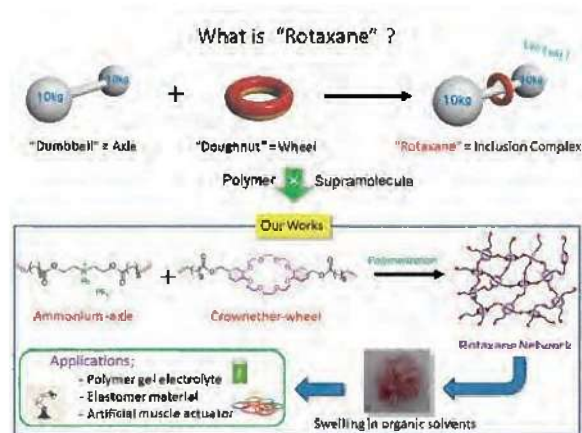 What is "Rotaxane" ?
10kg
10kg
+
10kg
10kg
"Dumbbell" = Axle
"Doughnut" = Wheel
"Rotaxane" = Inclusion Complex
Polymer × Supramolecule
Our Works
+
Polymerization
Ammonium-axle
Crownether-wheel
Rotaxane Network
Applications;
- Polymer gel electrolyte
- Elastomer material
- Artificial muscle actuator
Swelling in organic solvents